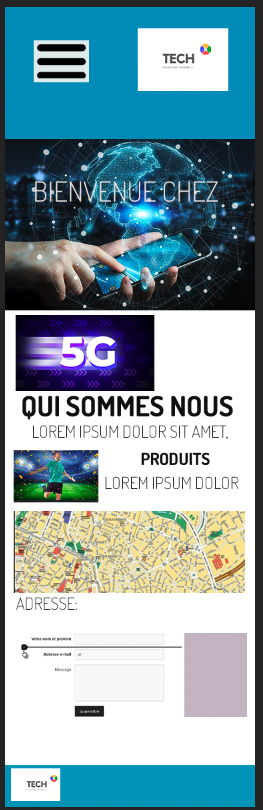 TECH
BIENVENUE CHEZ
5G
QUI SOMMES NOUS
LOREM IPSUM DOLOR SIT AMET,
PRODUITS
LOREM IPSUM DOLOR
ADRESSE:
Votre nom et prénom
Adresse e-mail
Message
Soumettre
TECH